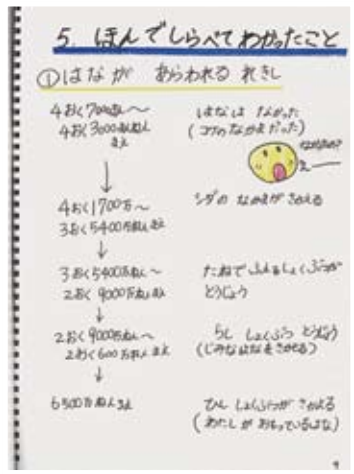 5. ほんでしらべてわかったこと
①はなが あらわれる れきし
4おく7000まん〜
4おく3000まんねん
まえ
はなは なかった
(コケのなかまだった)
え——
↓
4おく1700万〜
3おく5400万ねんまえ
シダの なかまが さかえる
↓
3おく5400万ねん〜
2おく9000万ねんまえ
たねで ふえるしょくぶつが
とうじょう
↓
2おく9000万ねん〜
2おく600万ねんまえ
らし しょくぶつ とうじょう
(じみなはなをさかせる)
↓
6500万ねんまえ
ひし しょくぶつが さかえる
(わたしが おもっているはな)